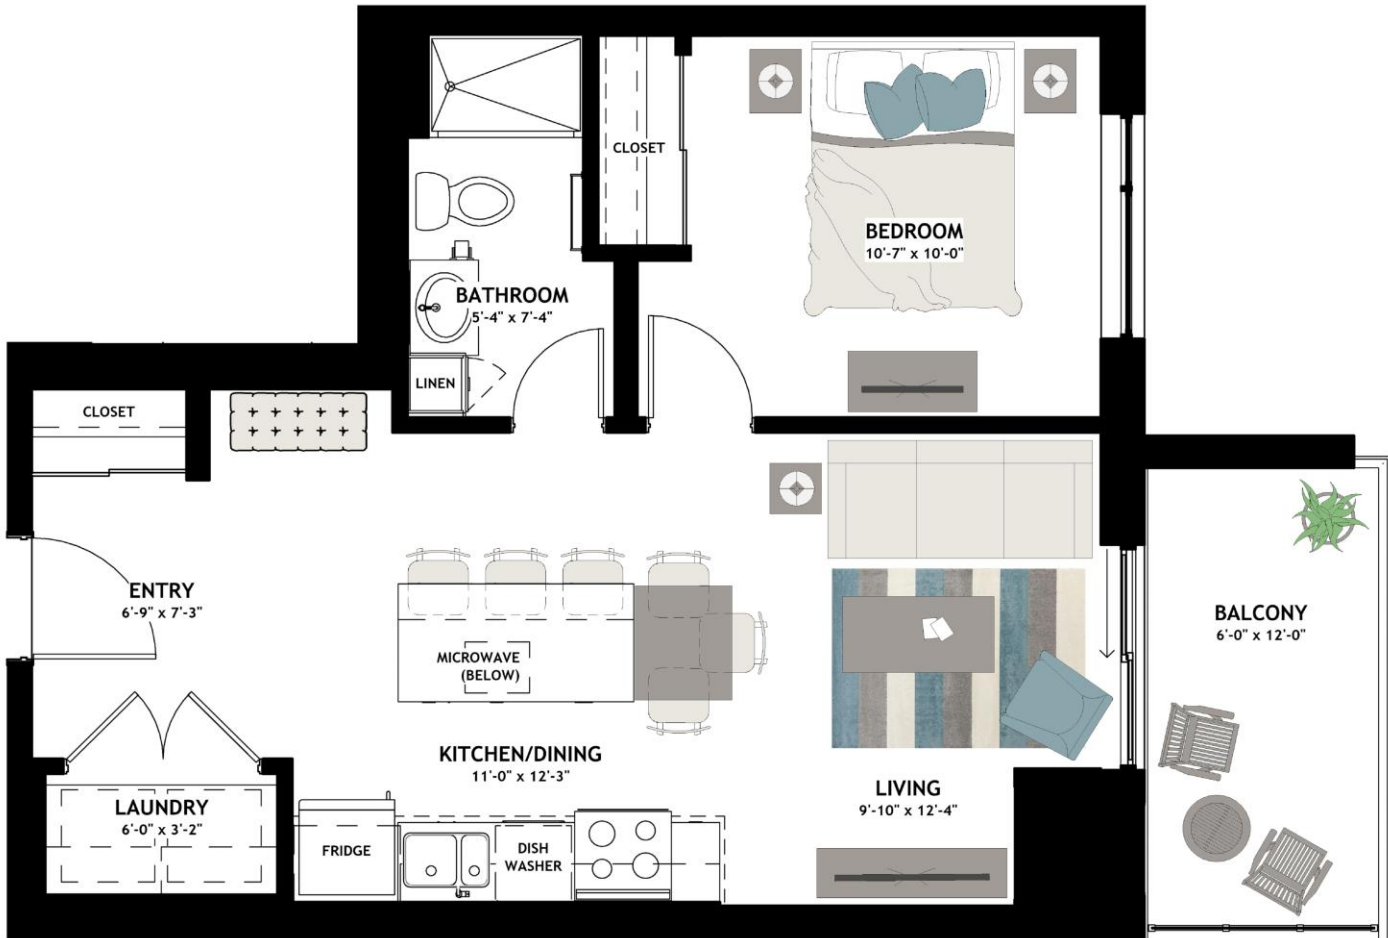 CLOSET
BEDROOM
10'-7" x 10'-0"
BATHROOM
5'-4" x 7'-4"
LINEN
CLOSET
ENTRY
6'-9" x 7'-3"
MICROWAVE
(BELOW)
BALCONY
6'-0" x 12'-0"
KITCHEN/DINING
11'-0" x 12'-3"
LIVING
9'-10" x 12'-4"
LAUNDRY
6'-0" x 3'-2"
FRIDGE
DISH
WASHER